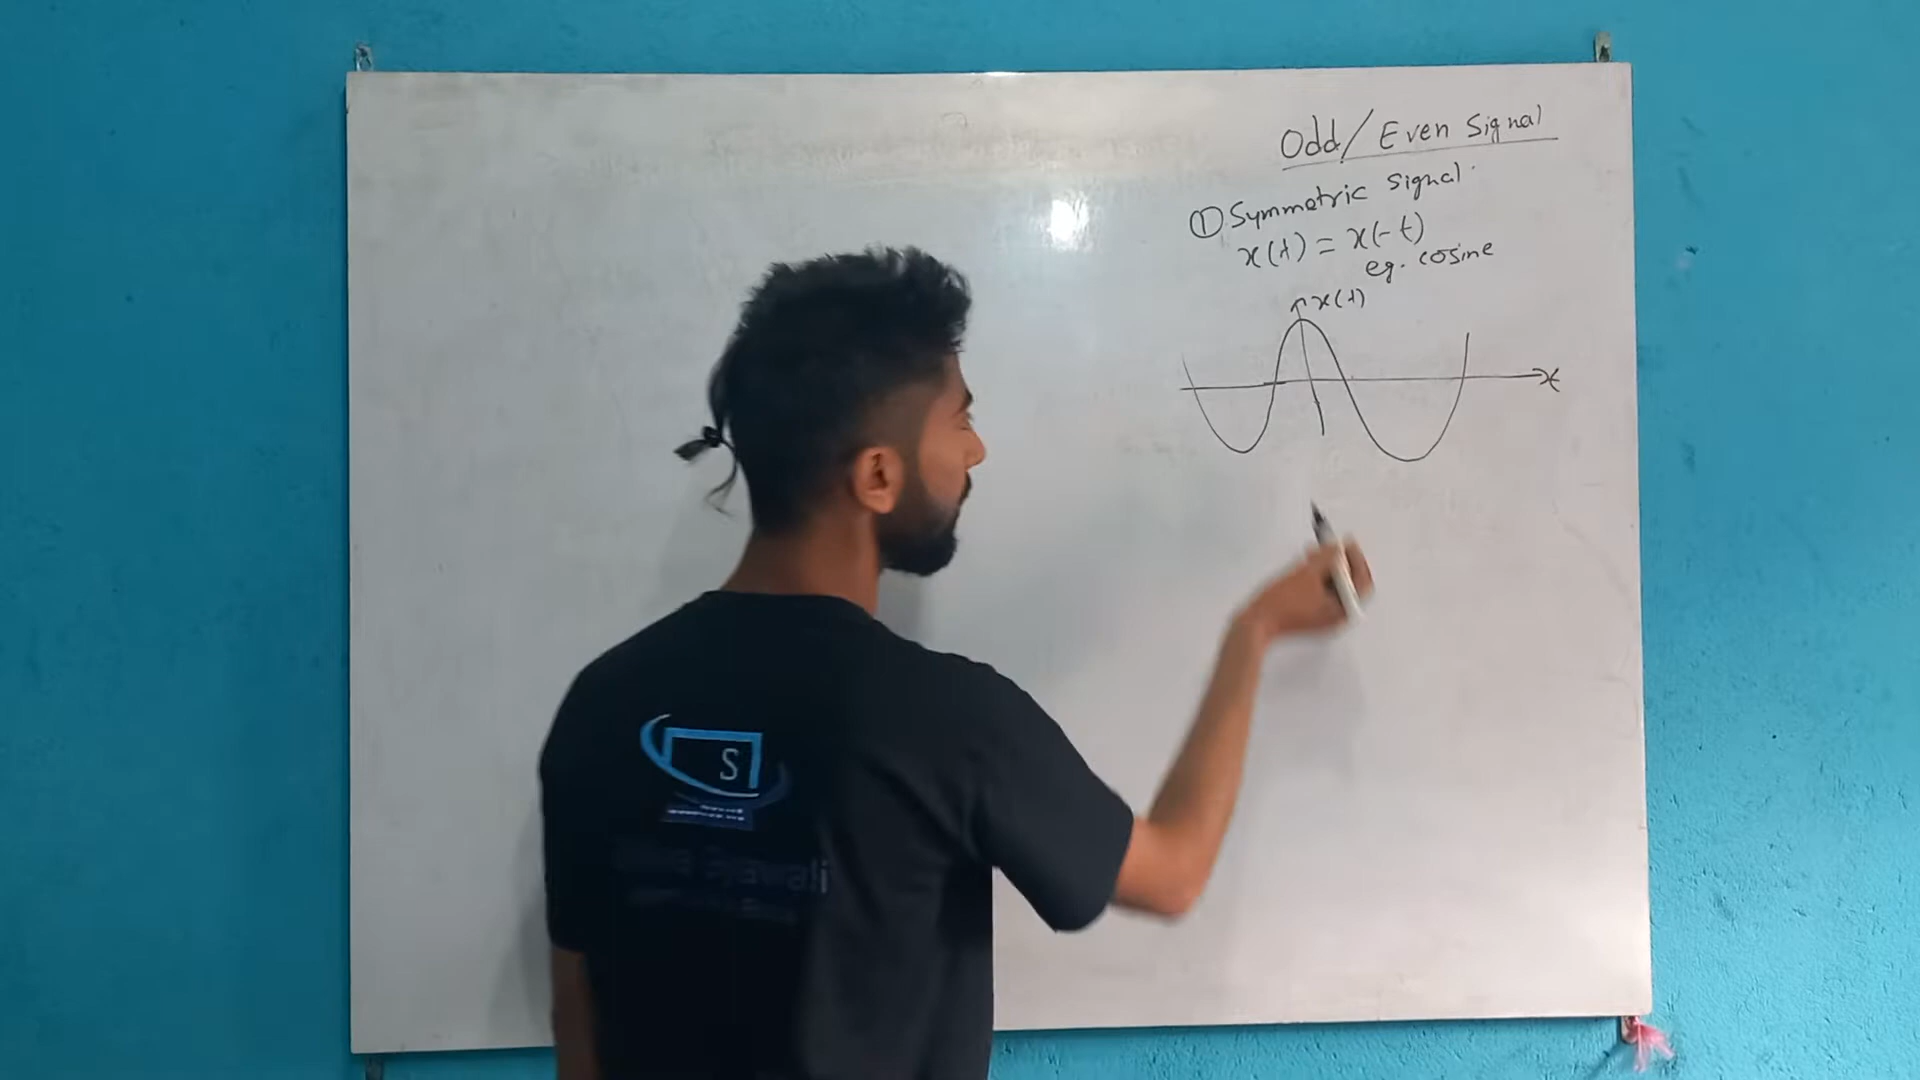 Odd/Even Signal
① Symmetric Signal.
x(t) = x(-t)
eg. cosine
x(t)
x
S